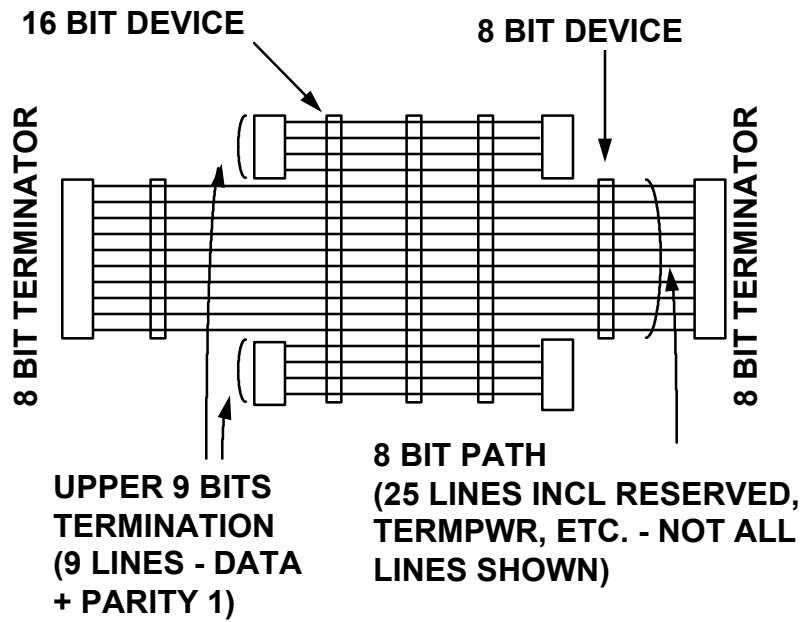 16 BIT DEVICE
8 BIT DEVICE
8 BIT TERMINATOR
8 BIT TERMINATOR
UPPER 9 BITS
TERMINATION
(9 LINES - DATA
+ PARITY 1)
8 BIT PATH
(25 LINES INCL RESERVED,
TERMPWR, ETC. - NOT ALL
LINES SHOWN)